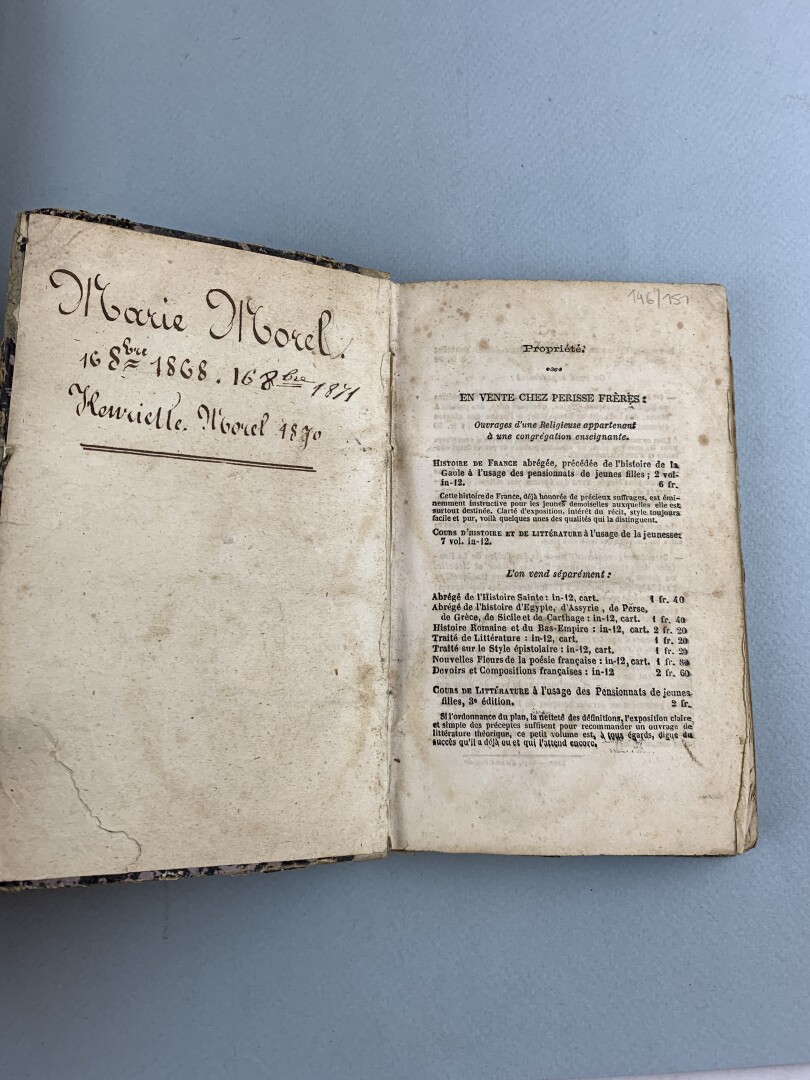 Marie Morel.
16 8bre 1868. 16 8bre 1871
Henriette. Morel 1870
146/151
Propriété.
EN VENTE CHEZ PERISSE FRÈRES :
Ouvrages d'une Religieuse appartenant
à une congrégation enseignante.
HISTOIRE DE FRANCE abrégée, précédée de l'histoire de la
Gaule à l'usage des pensionnats de jeunes filles ; 2 vol.
in-12. 6 fr.
Cette histoire de France, déjà honorée de précieux suffrages, est émi-
nemment instructive pour les jeunes demoiselles auxquelles elle est
surtout destinée. Clarté d'exposition, intérêt du récit, style toujours
facile et pur, voilà quelques unes des qualités qui la distinguent.
COURS D'HISTOIRE ET DE LITTÉRATURE à l'usage de la jeunesse:
7 vol. in-12.
L'on vend séparément :
Abrégé de l'Histoire Sainte : in-12, cart. 1 fr. 40
Abrégé de l'histoire d'Egypte, d'Assyrie, de Perse,
de Grèce, de Sicile et de Carthage : in-12, cart. 1 fr. 40
Histoire Romaine et du Bas-Empire : in-12, cart. 2 fr. 20
Traité de Littérature : in-12, cart. 1 fr. 20
Traité sur le Style épistolaire : in-12, cart. 1 fr. 20
Nouvelles Fleurs de la poésie française : in-12, cart. 1 fr. 80
Devoirs et Compositions françaises : in-12 2 fr. 60
COURS DE LITTÉRATURE à l'usage des Pensionnats de jeunes
filles, 3e édition. 2 fr.
Si l'ordonnance du plan, la netteté des définitions, l'exposition claire
et simple des préceptes suffisent pour recommander un ouvrage de
littérature théorique, ce petit volume est, à tous égards, digne du
succès qu'il a déjà eu et qui l'attend encore.